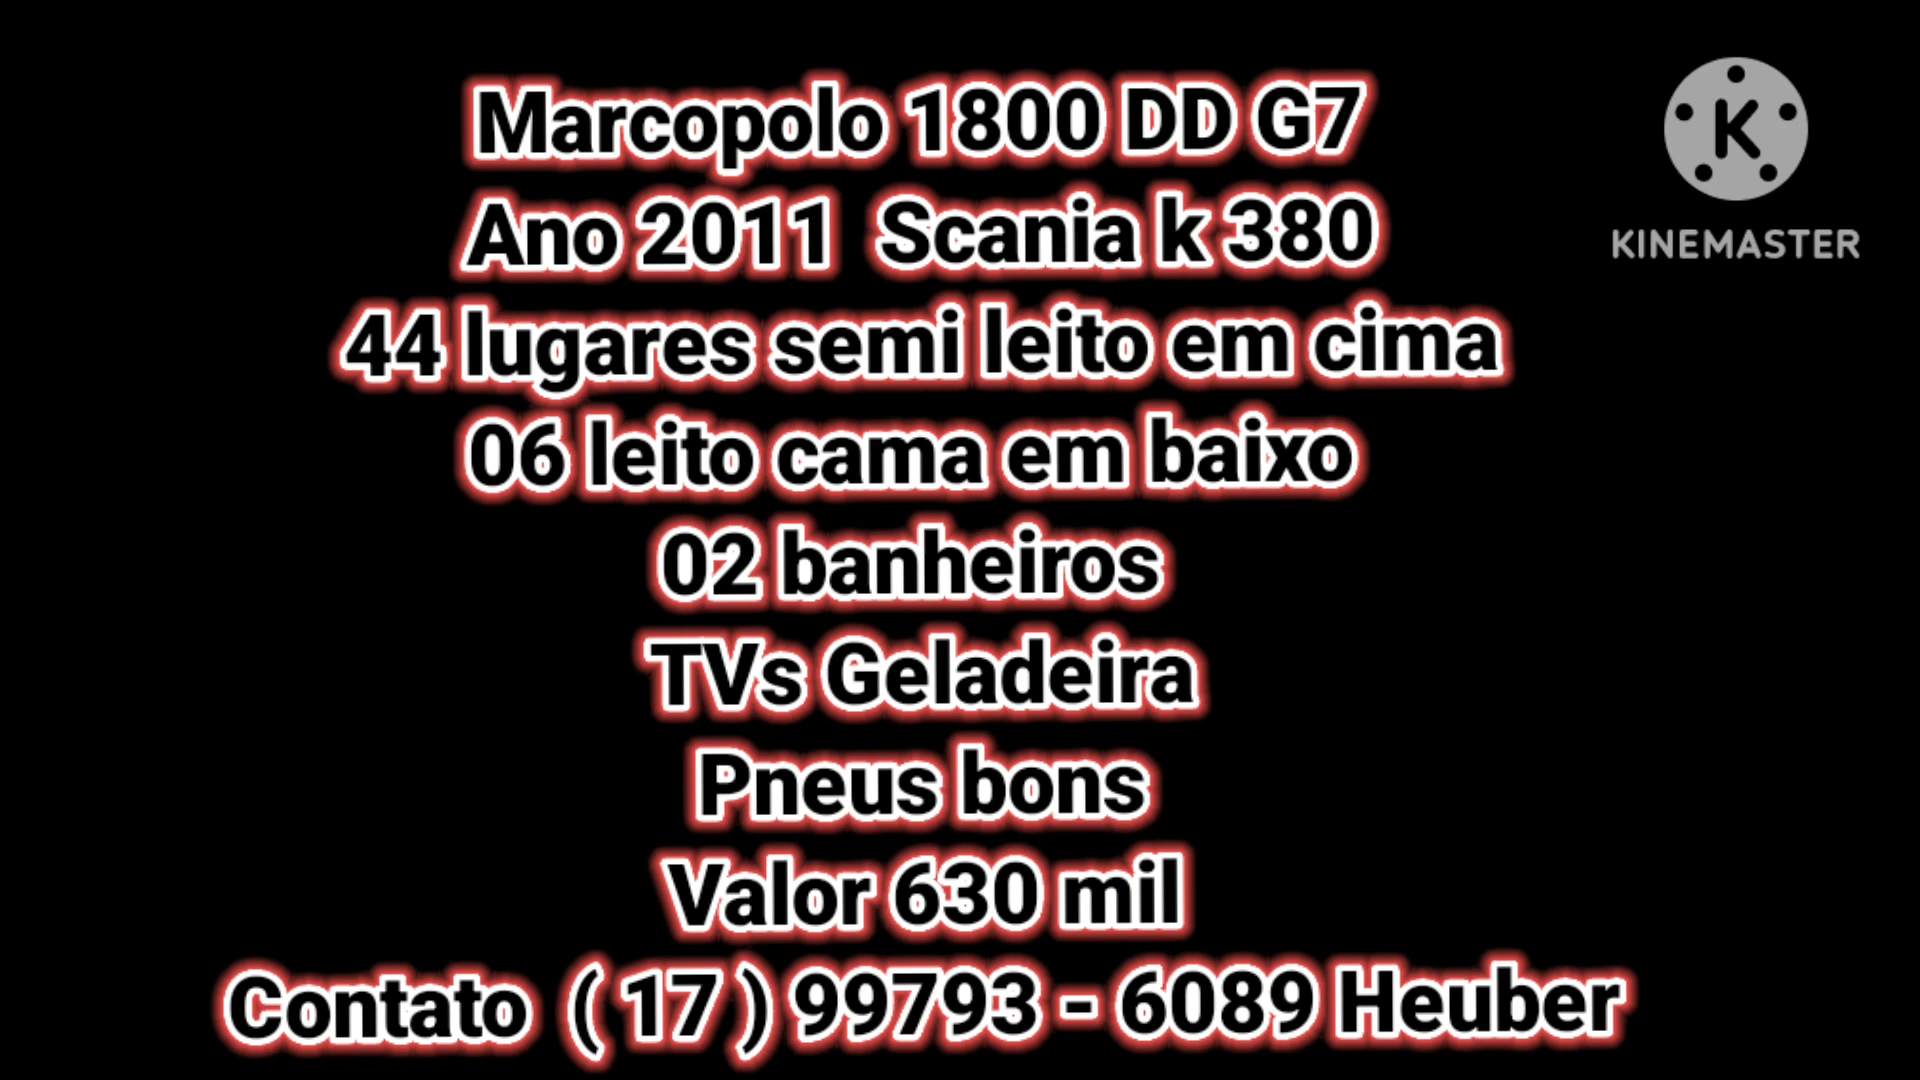 Marcopolo 1800 DD G7
Ano 2011 Scania k 380
44 lugares semi leito em cima
06 leito cama em baixo
02 banheiros
TVs Geladeira
Pneus bons
Valor 630 mil
Contato ( 17 ) 99793 - 6089 Heuber
K
KINEMASTER